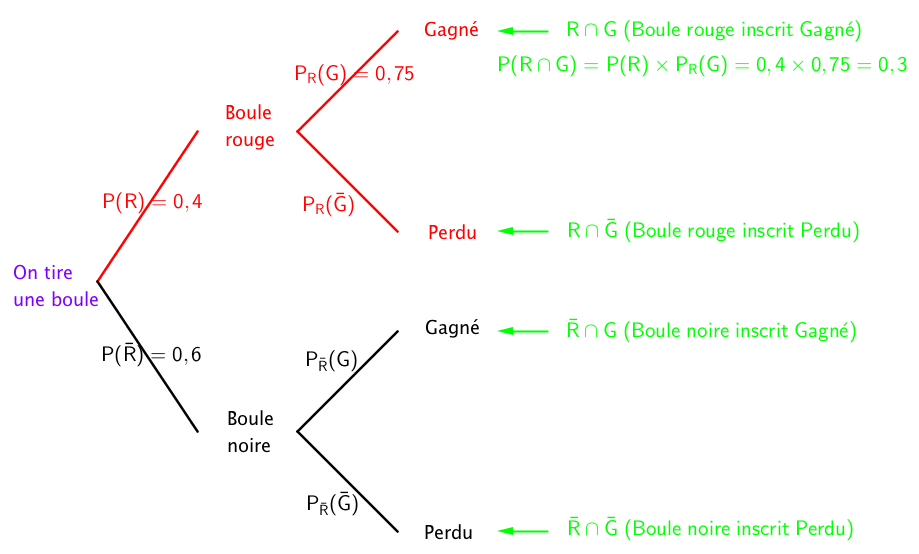 Gagné
R ∩ G (Boule rouge inscrit Gagné)
P(R ∩ G) = P(R) × P_R(G) = 0,4 × 0,75 = 0,3
P_R(G) = 0,75
Boule
rouge
P(R) = 0,4
P_R(Ḡ)
Perdu
R ∩ Ḡ (Boule rouge inscrit Perdu)
On tire
une boule
P(R̄) = 0,6
Gagné
R̄ ∩ G (Boule noire inscrit Gagné)
P_R̄(G)
Boule
noire
P_R̄(Ḡ)
Perdu
R̄ ∩ Ḡ (Boule noire inscrit Perdu)